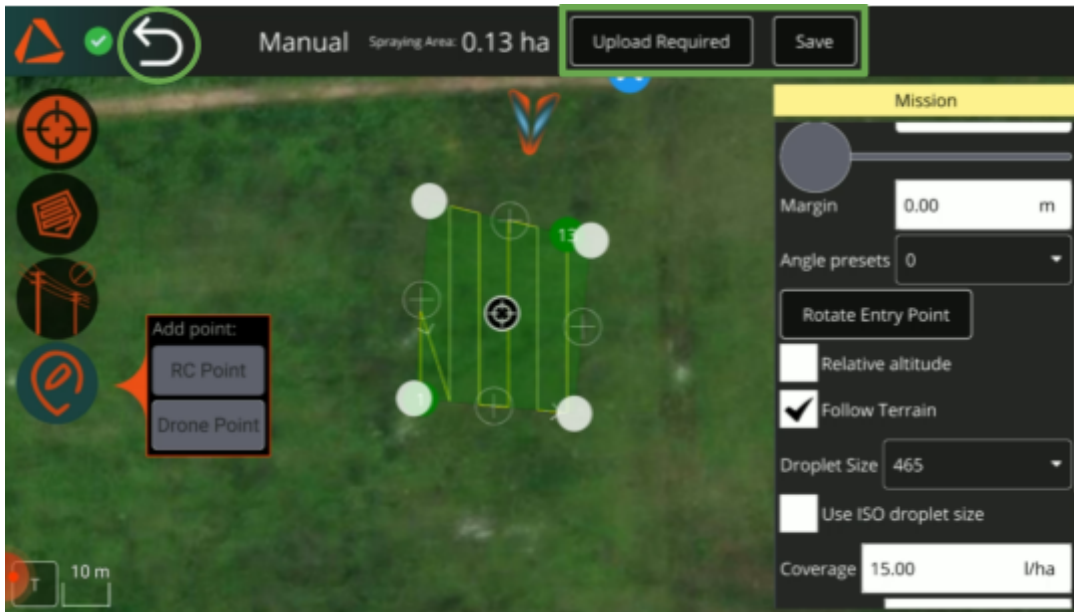 Manual Spraying Area: 0.13 ha Upload Required Save
Mission
Margin 0.00 m
Angle presets 0
Rotate Entry Point
Relative altitude
Follow Terrain
Droplet Size 465
Use ISO droplet size
Coverage 15.00 l/ha
13
Add point:
RC Point
Drone Point
1
T 10 m